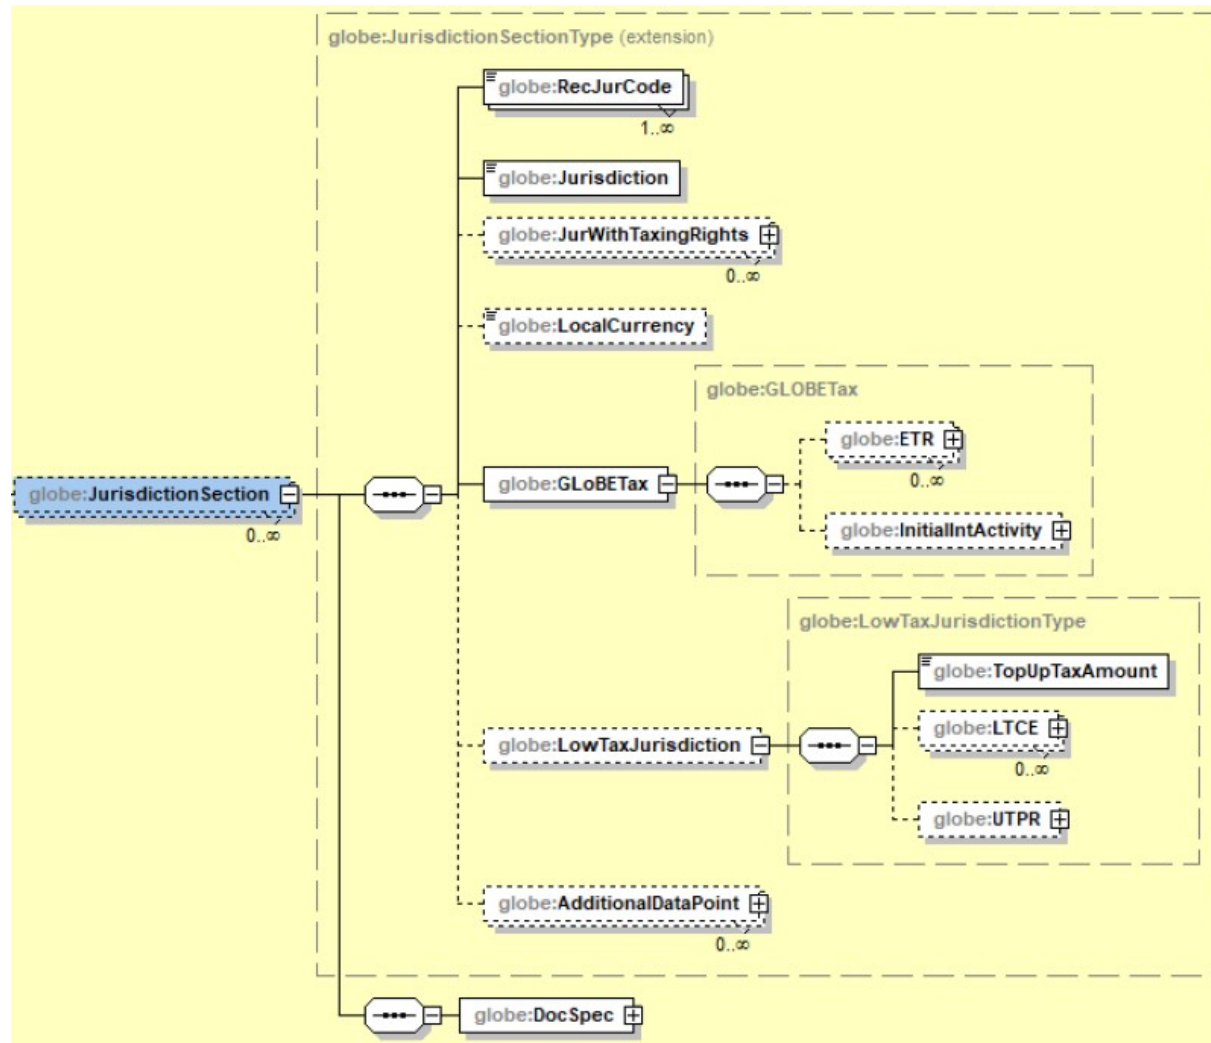 globe:JurisdictionSectionType (extension)
globe:RecJurCode
1..∞
globe:Jurisdiction
globe:JurWithTaxingRights
0..∞
globe:LocalCurrency
globe:GLOBETax
globe:ETR
0..∞
globe:JurisdictionSection
0..∞
globe:GLoBETax
globe:InitialIntActivity
globe:LowTaxJurisdictionType
globe:TopUpTaxAmount
globe:LowTaxJurisdiction
globe:LTCE
0..∞
globe:UTPR
globe:AdditionalDataPoint
0..∞
globe:DocSpec